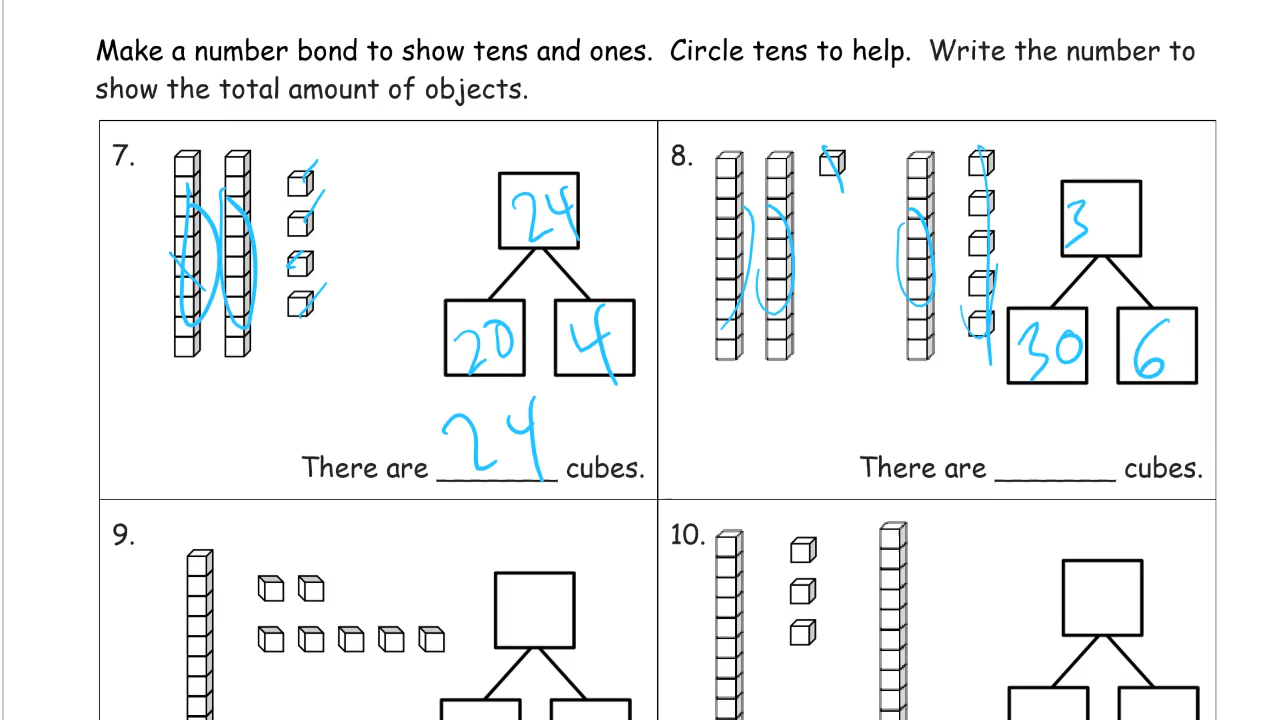 Make a number bond to show tens and ones. Circle tens to help. Write the number to
show the total amount of objects.
7.
24
20 4
24
There are _______ cubes.
8.
3
30 6
There are _______ cubes.
9.
10.